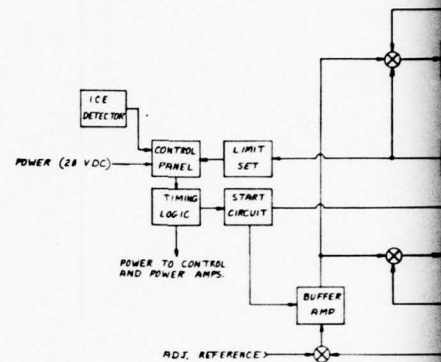 ICE
DETECTOR
POWER (28 VDC)
CONTROL
PANEL
LIMIT
SET
TIMING
LOGIC
START
CIRCUIT
POWER TO CONTROL
AND POWER AMPS.
BUFFER
AMP
ADJ. REFERENCE